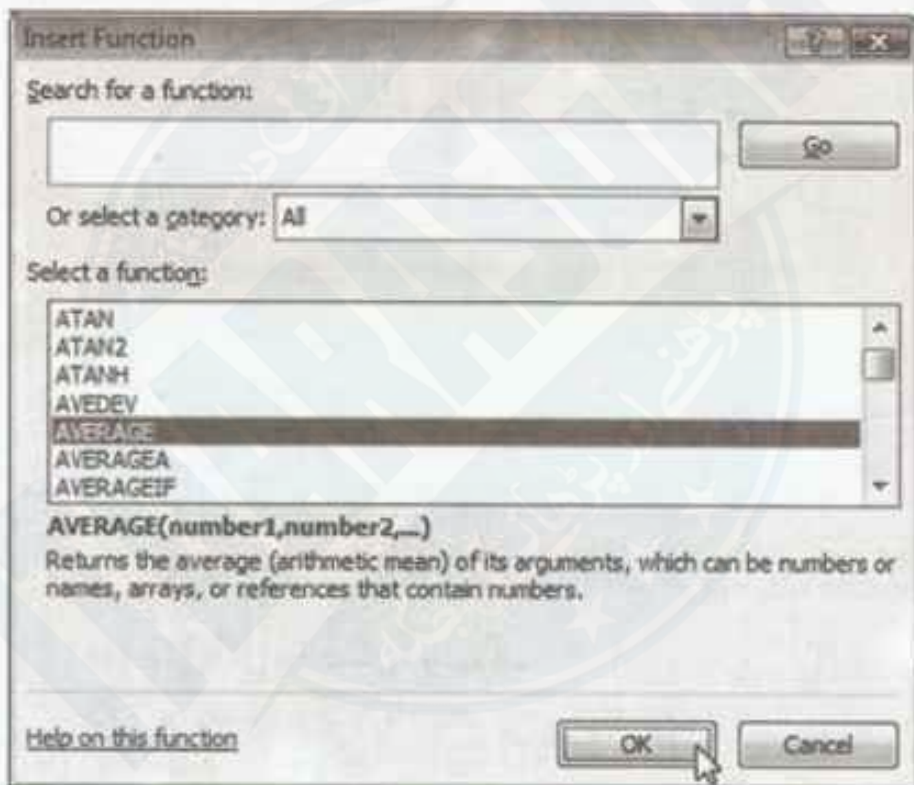 Insert Function
Search for a function:
Go
Or select a category: All
Select a function:
ATAN
ATAN2
ATANH
AVEDEV
AVERAGE
AVERAGEA
AVERAGEIF
AVERAGE(number1,number2,...)
Returns the average (arithmetic mean) of its arguments, which can be numbers or
names, arrays, or references that contain numbers.
Help on this function
OK
Cancel